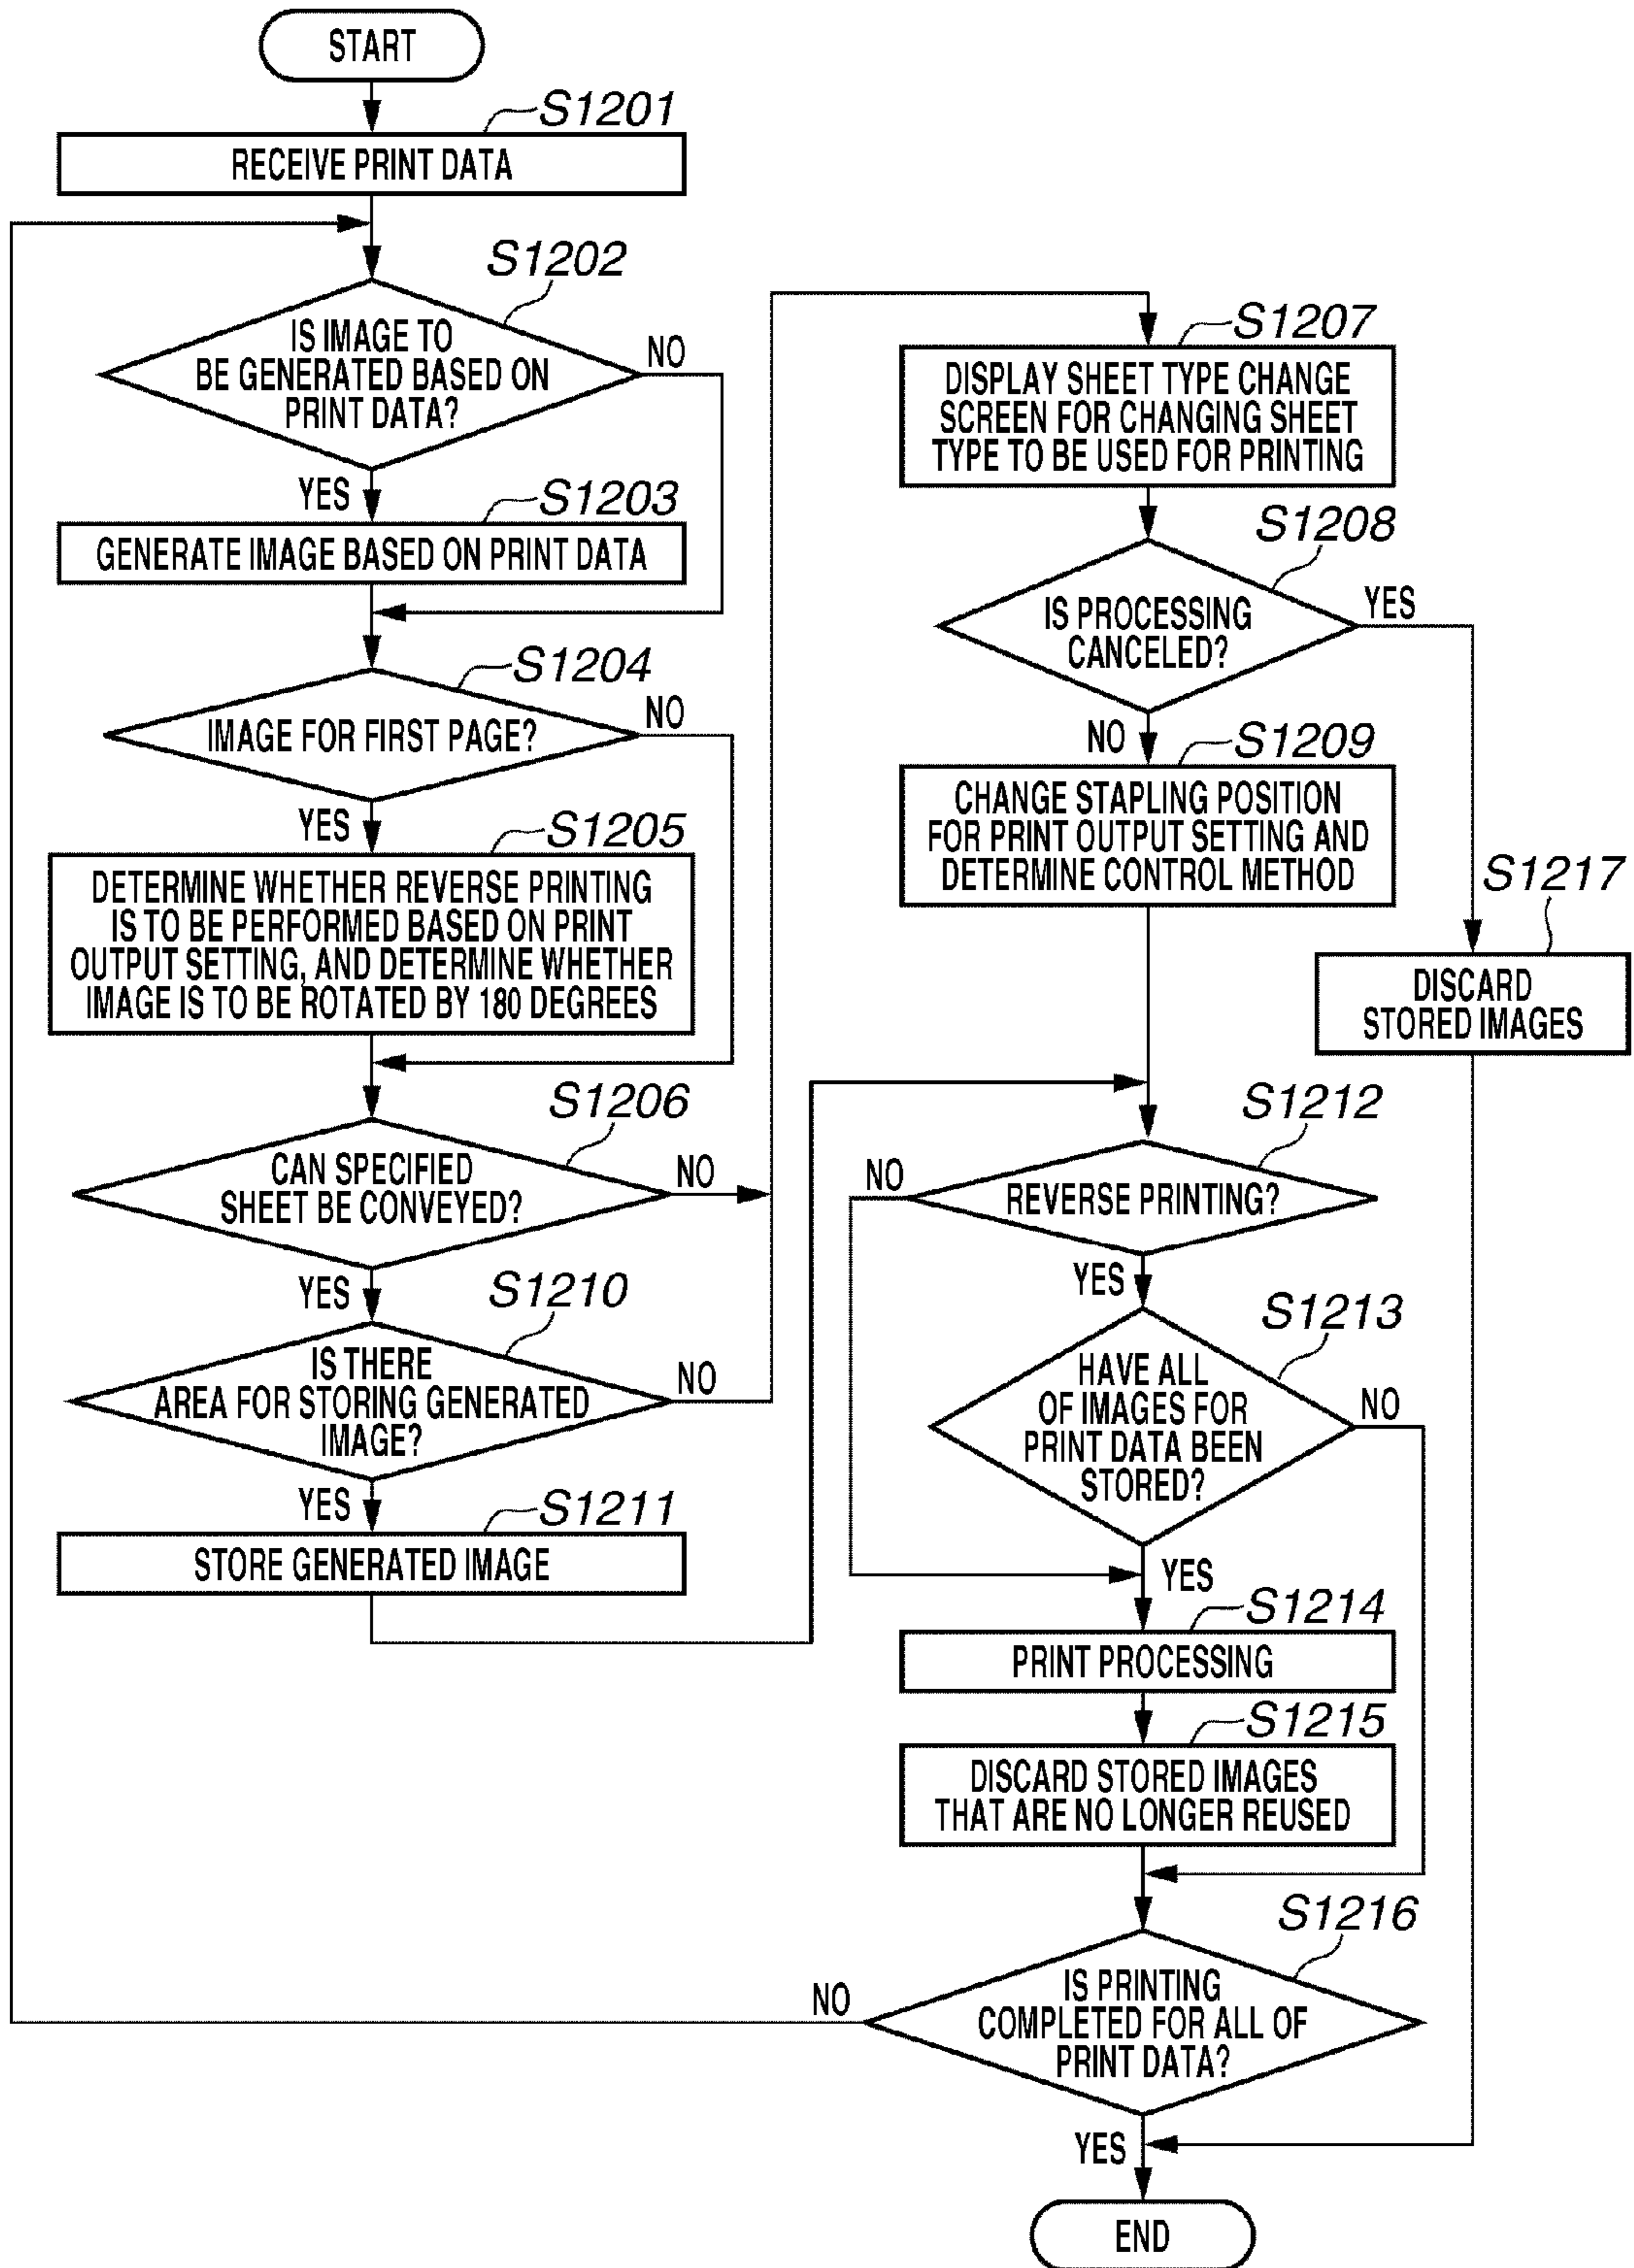 START
S1201
RECEIVE PRINT DATA
S1202
IS IMAGE TO
BE GENERATED BASED ON
PRINT DATA?
NO
YES
S1203
GENERATE IMAGE BASED ON PRINT DATA
S1204
IMAGE FOR FIRST PAGE?
NO
YES
S1205
DETERMINE WHETHER REVERSE PRINTING
IS TO BE PERFORMED BASED ON PRINT
OUTPUT SETTING, AND DETERMINE WHETHER
IMAGE IS TO BE ROTATED BY 180 DEGREES
S1206
CAN SPECIFIED
SHEET BE CONVEYED?
NO
YES
S1210
IS THERE
AREA FOR STORING GENERATED
IMAGE?
NO
YES
S1211
STORE GENERATED IMAGE
S1207
DISPLAY SHEET TYPE CHANGE
SCREEN FOR CHANGING SHEET
TYPE TO BE USED FOR PRINTING
S1208
IS PROCESSING
CANCELED?
YES
NO
S1209
CHANGE STAPLING POSITION
FOR PRINT OUTPUT SETTING AND
DETERMINE CONTROL METHOD
S1217
DISCARD
STORED IMAGES
S1212
REVERSE PRINTING?
NO
YES
S1213
HAVE ALL
OF IMAGES FOR
PRINT DATA BEEN
STORED?
NO
YES
S1214
PRINT PROCESSING
S1215
DISCARD STORED IMAGES
THAT ARE NO LONGER REUSED
S1216
IS PRINTING
COMPLETED FOR ALL OF
PRINT DATA?
NO
YES
END